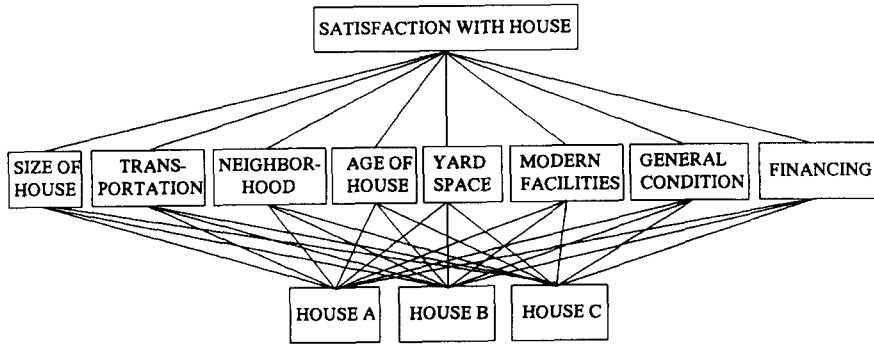 SATISFACTION WITH HOUSE
SIZE OF
HOUSE
TRANS-
PORTATION
NEIGHBOR-
HOOD
AGE OF
HOUSE
YARD
SPACE
MODERN
FACILITIES
GENERAL
CONDITION
FINANCING
HOUSE A
HOUSE B
HOUSE C